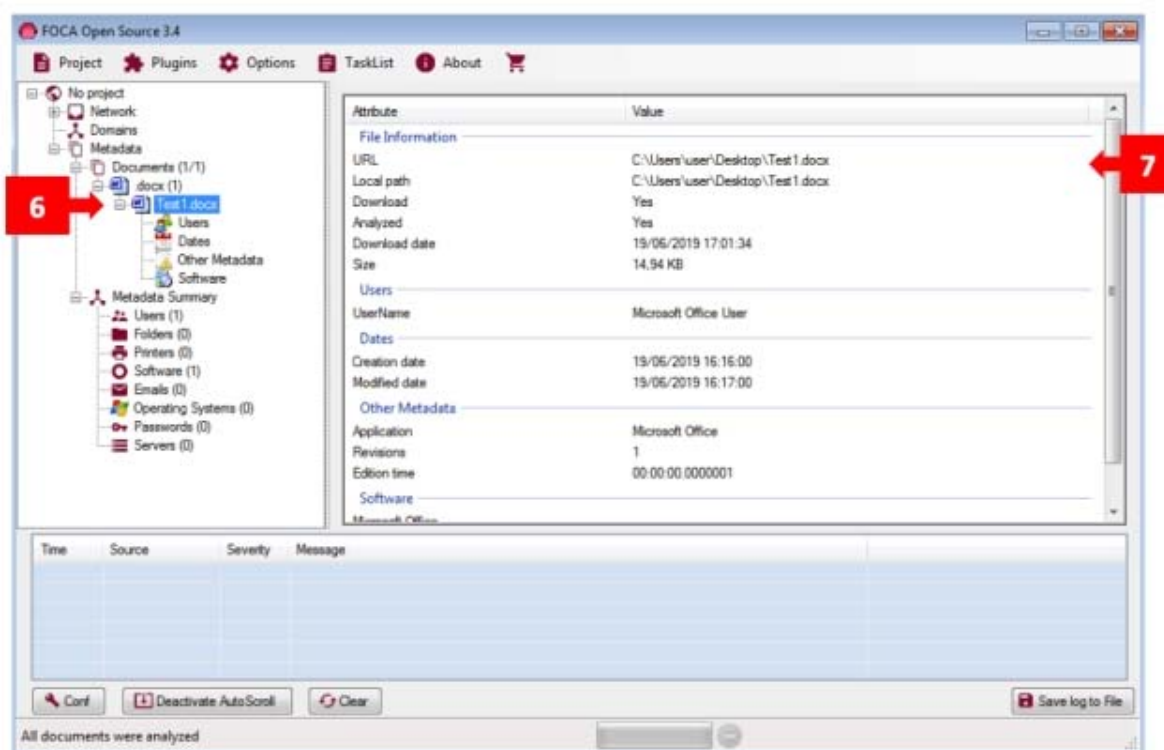 FOCA Open Source 3.4
Project Plugins Options TaskList About
No project
Network
Domains
Metadata
Documents (1/1)
docx (1)
6
Test1.docx
Users
Dates
Other Metadata
Software
Metadata Summary
Users (1)
Folders (0)
Printers (0)
Software (1)
Emails (0)
Operating Systems (0)
Passwords (0)
Servers (0)
Attribute Value
File Information
URL C:\Users\user\Desktop\Test1.docx
7
Local path C:\Users\user\Desktop\Test1.docx
Download Yes
Analyzed Yes
Download date 19/06/2019 17:01:34
Size 14,94 KB
Users
UserName Microsoft Office User
Dates
Creation date 19/06/2019 16:16:00
Modified date 19/06/2019 16:17:00
Other Metadata
Application Microsoft Office
Revisions 1
Edition time 00:00:00.0000001
Software
Microsoft Office
Time Source Severity Message
Conf Deactivate AutoScroll Clear Save log to File
All documents were analyzed